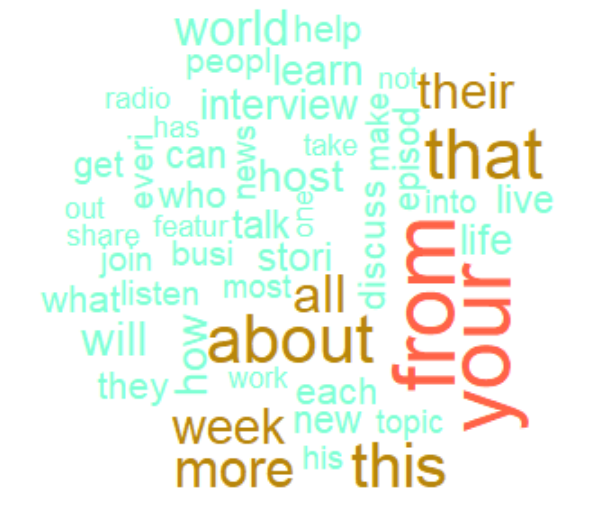 world help
peopl learn not their
radio interview make episod
... has news take that
get everi can host
who into live
out featur talk one discuss
share from life
join busi stori your
what listen most all
will how about
they work each
week new topic
more his this